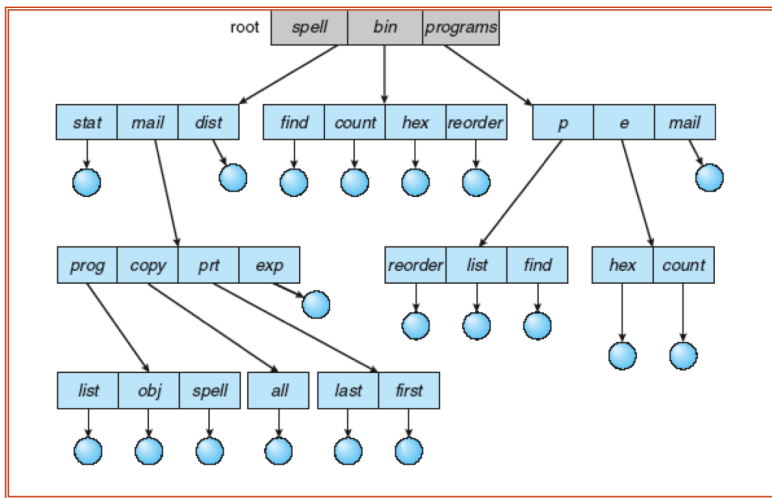 root spell bin programs
stat mail dist find count hex reorder p e mail
prog copy prt exp reorder list find hex count
list obj spell all last first